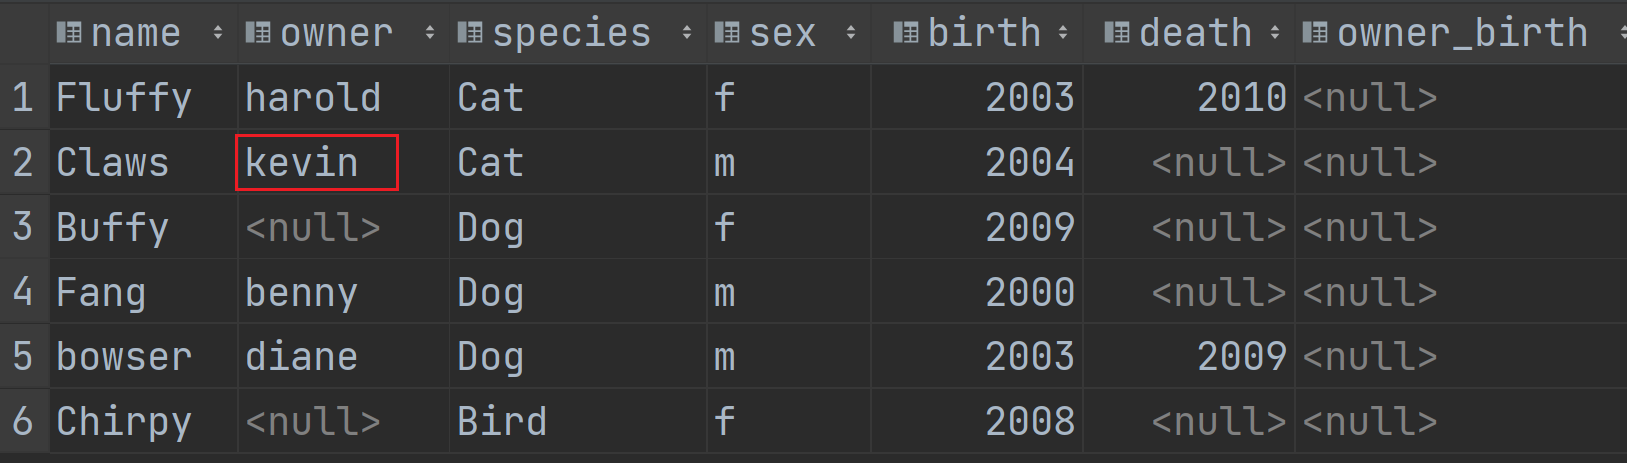 name owner species sex birth death owner_birth
1 Fluffy harold Cat f 2003 2010 <null>
2 Claws kevin Cat m 2004 <null> <null>
3 Buffy <null> Dog f 2009 <null> <null>
4 Fang benny Dog m 2000 <null> <null>
5 bowser diane Dog m 2003 2009 <null>
6 Chirpy <null> Bird f 2008 <null> <null>